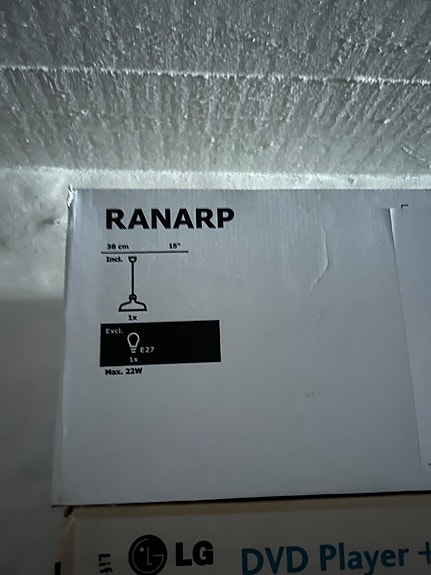 RANARP
38 cm 15"
Incl.
1x
Excl.
E27
1x
Max. 22W
LG DVD Player +